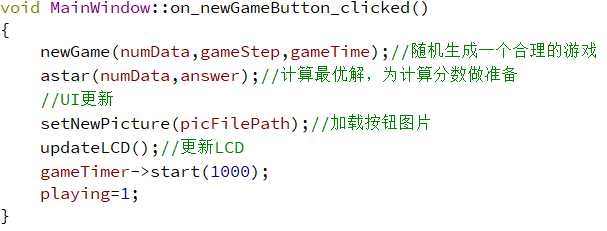 void MainWindow::on_newGameButton_clicked()
{
newGame(numData,gameStep,gameTime);//随机生成一个合理的游戏
astar(numData,answer);//计算最优解，为计算分数做准备
//UI更新
setNewPicture(picFilePath);//加载按钮图片
updateLCD();//更新LCD
gameTimer->start(1000);
playing=1;
}